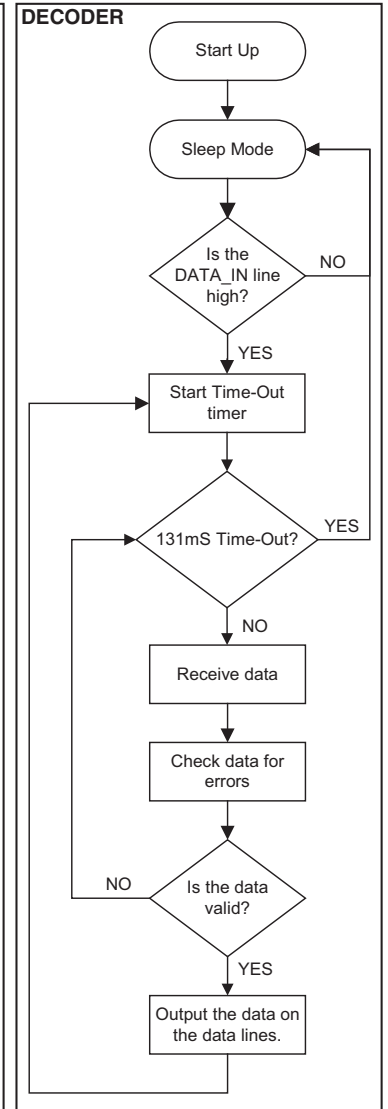 DECODER
Start Up
Sleep Mode
Is the
DATA_IN line
high?
NO
YES
Start Time-Out
timer
131mS Time-Out?
YES
NO
Receive data
Check data for
errors
NO
Is the data
valid?
YES
Output the data on
the data lines.